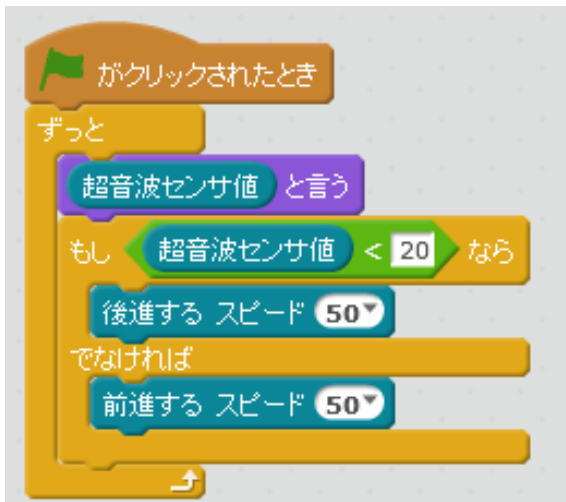 がクリックされたとき
ずっと
超音波センサ値 と言う
もし 超音波センサ値 < 20 なら
後進する スピード 50
でなければ
前進する スピード 50